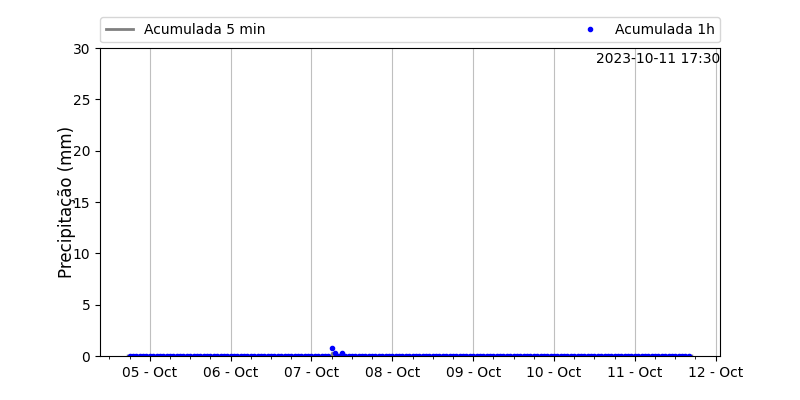 Acumulada 5 min Acumulada 1h
2023-10-11 17:30
Precipitação (mm)
30
25
20
15
10
5
0
05 - Oct 06 - Oct 07 - Oct 08 - Oct 09 - Oct 10 - Oct 11 - Oct 12 - Oct